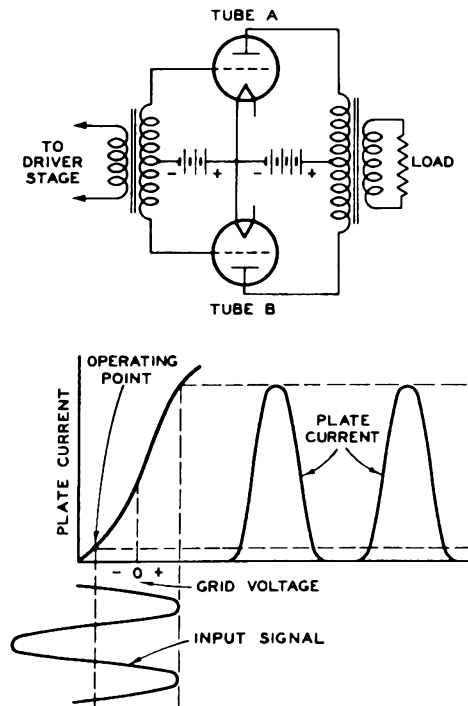 TUBE A
TO
DRIVER
STAGE
- + - +
LOAD
TUBE B
OPERATING
POINT
PLATE CURRENT
PLATE
CURRENT
- 0 +
GRID VOLTAGE
INPUT SIGNAL